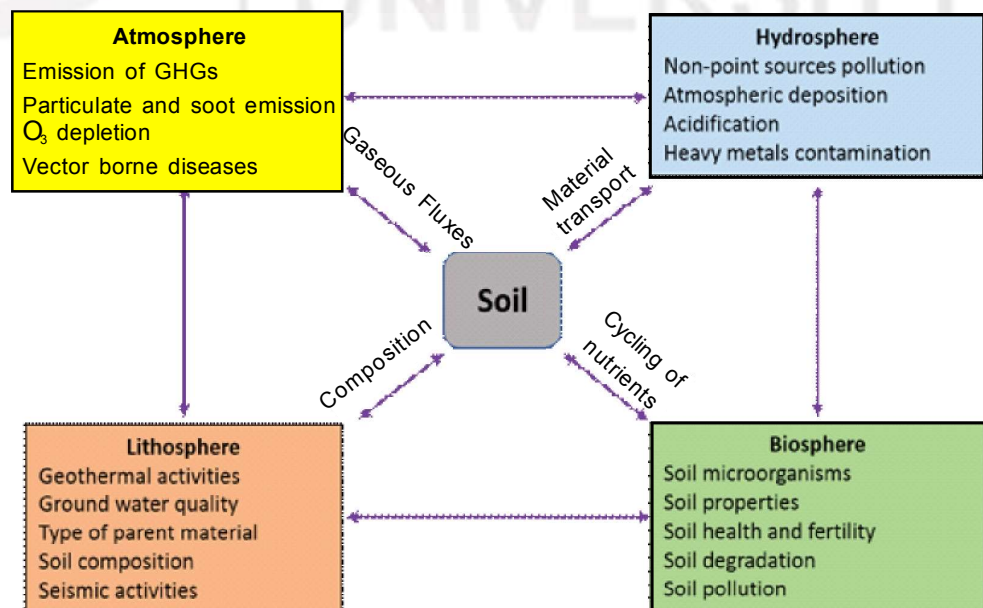 UNIVERSITY
Atmosphere
Emission of GHGs
Particulate and soot emission
O₃ depletion
Vector borne diseases
Hydrosphere
Non-point sources pollution
Atmospheric deposition
Acidification
Heavy metals contamination
Gaseous Fluxes
Material
transport
Soil
Composition
Cycling of
nutrients
Lithosphere
Geothermal activities
Ground water quality
Type of parent material
Soil composition
Seismic activities
Biosphere
Soil microorganisms
Soil properties
Soil health and fertility
Soil degradation
Soil pollution